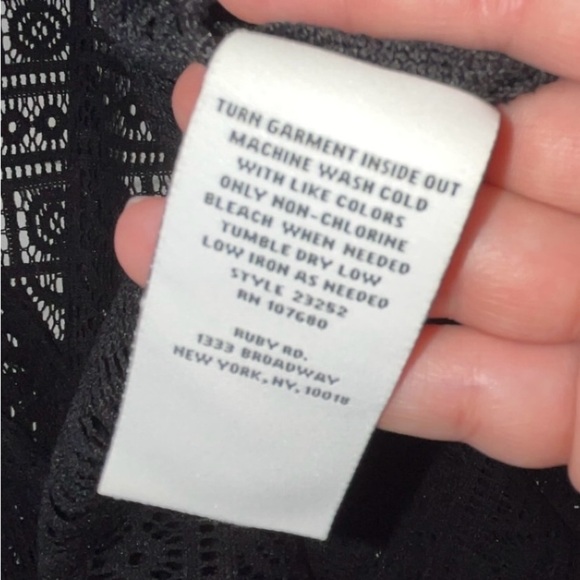 TURN GARMENT INSIDE OUT
MACHINE WASH COLD
WITH LIKE COLORS
ONLY NON-CHLORINE
BLEACH WHEN NEEDED
TUMBLE DRY LOW
LOW IRON AS NEEDED
STYLE 23252
RN 107680
RUBY RD.
1333 BROADWAY
NEW YORK, NY, 10018